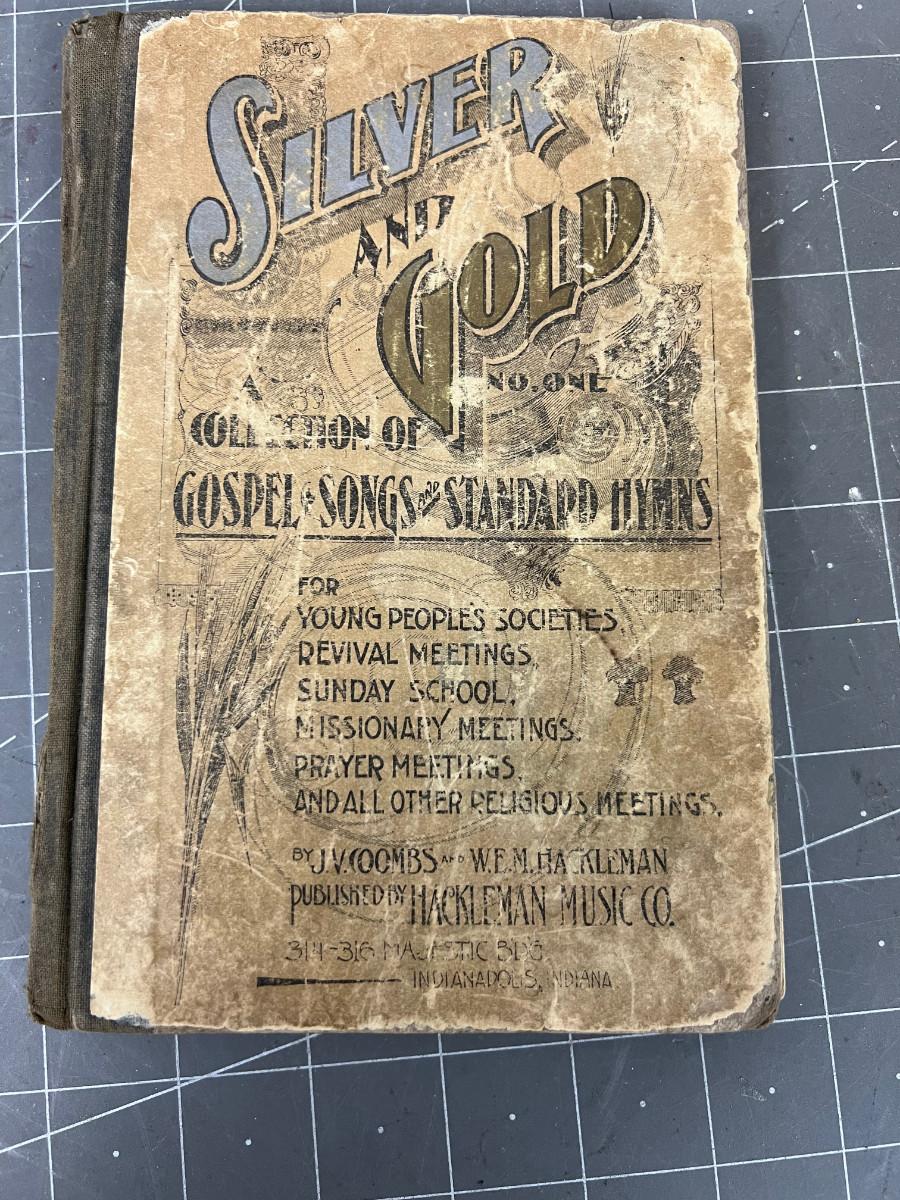 SILVER
AND
GOLD
NO. ONE
A
COLLECTION OF
GOSPEL SONGS AND STANDARD HYMNS
FOR
YOUNG PEOPLE'S SOCIETIES,
REVIVAL MEETINGS,
SUNDAY SCHOOL,
MISSIONARY MEETINGS,
PRAYER MEETINGS,
AND ALL OTHER RELIGIOUS MEETINGS.
BY J.V. COOMBS AND W.E.M. HACKLEMAN
PUBLISHED BY HACKLEMAN MUSIC CO.
314-316 MAJESTIC BLDG
INDIANAPOLIS, INDIANA